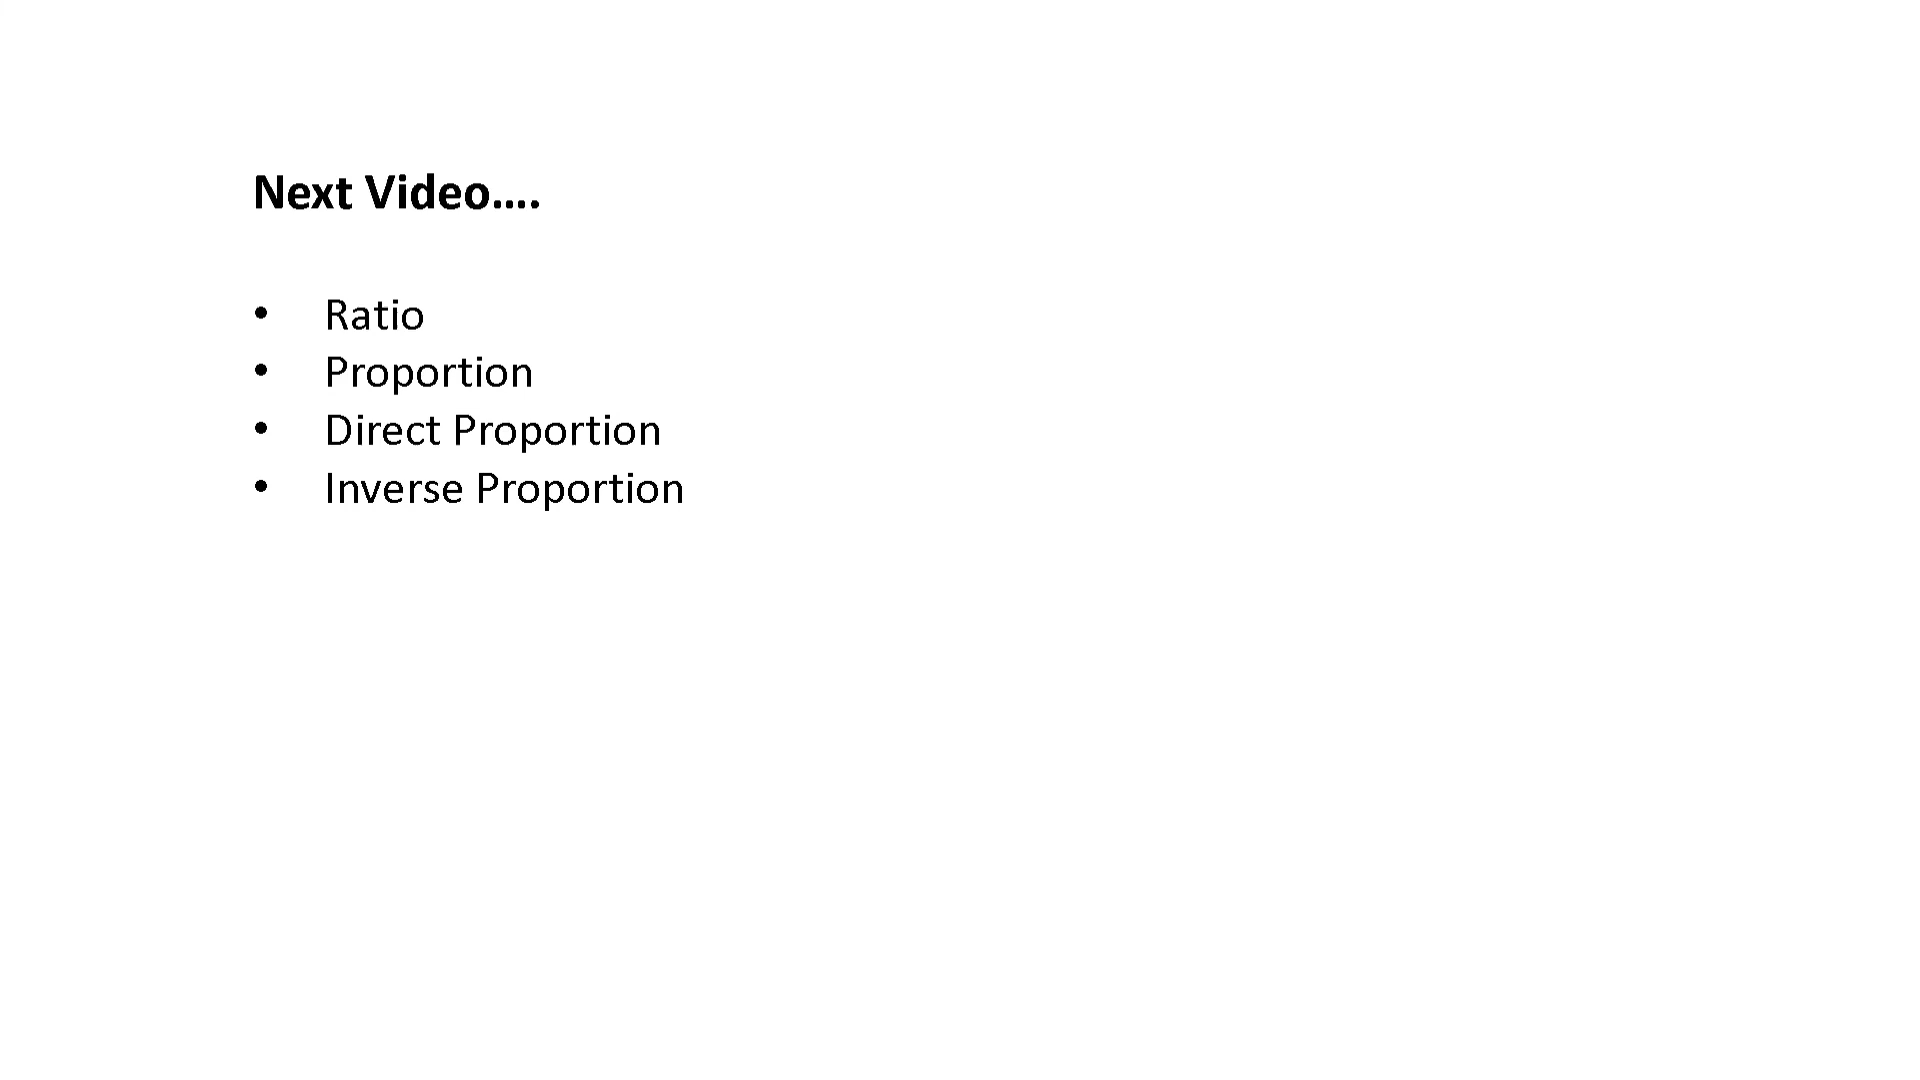 Next Video....
• Ratio
• Proportion
• Direct Proportion
• Inverse Proportion